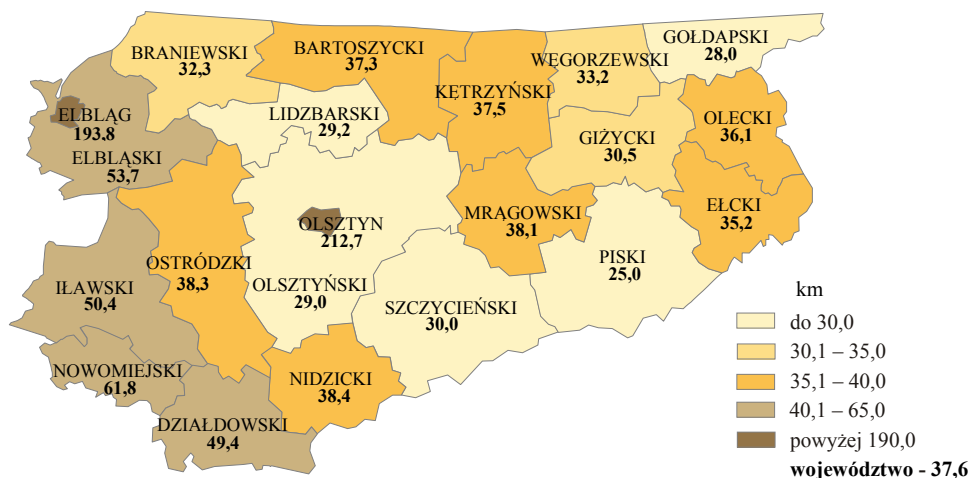 GOŁDAPSKI
28,0
BRANIEWSKI
32,3
BARTOSZYCKI
37,3
WĘGORZEWSKI
33,2
KĘTRZYŃSKI
37,5
ELBLĄG
193,8
LIDZBARSKI
29,2
OLECKI
36,1
GIŻYCKI
30,5
ELBLĄSKI
53,7
MRĄGOWSKI
38,1
EŁCKI
35,2
OLSZTYN
212,7
OSTRÓDZKI
38,3
PISKI
25,0
IŁAWSKI
50,4
OLSZTYŃSKI
29,0
SZCZYCIEŃSKI
30,0
NOWOMIEJSKI
61,8
NIDZICKI
38,4
DZIAŁDOWSKI
49,4
km
do 30,0
30,1 – 35,0
35,1 – 40,0
40,1 – 65,0
powyżej 190,0
województwo - 37,6